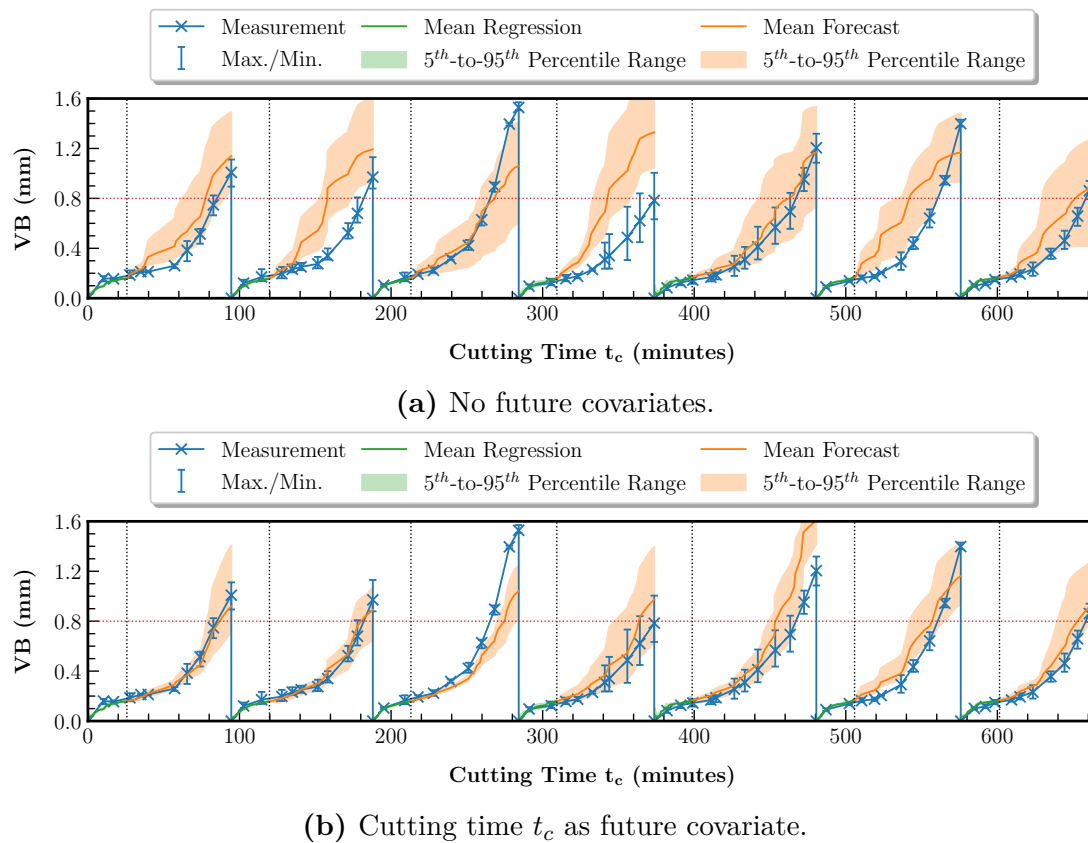 Measurement Mean Regression Mean Forecast
Max./Min. 5th-to-95th Percentile Range 5th-to-95th Percentile Range
1.6
1.2
0.8
0.4
0.0
VB (mm)
0 100 200 300 400 500 600
Cutting Time t_c (minutes)
(a) No future covariates.
Measurement Mean Regression Mean Forecast
Max./Min. 5th-to-95th Percentile Range 5th-to-95th Percentile Range
1.6
1.2
0.8
0.4
0.0
VB (mm)
0 100 200 300 400 500 600
Cutting Time t_c (minutes)
(b) Cutting time t_c as future covariate.